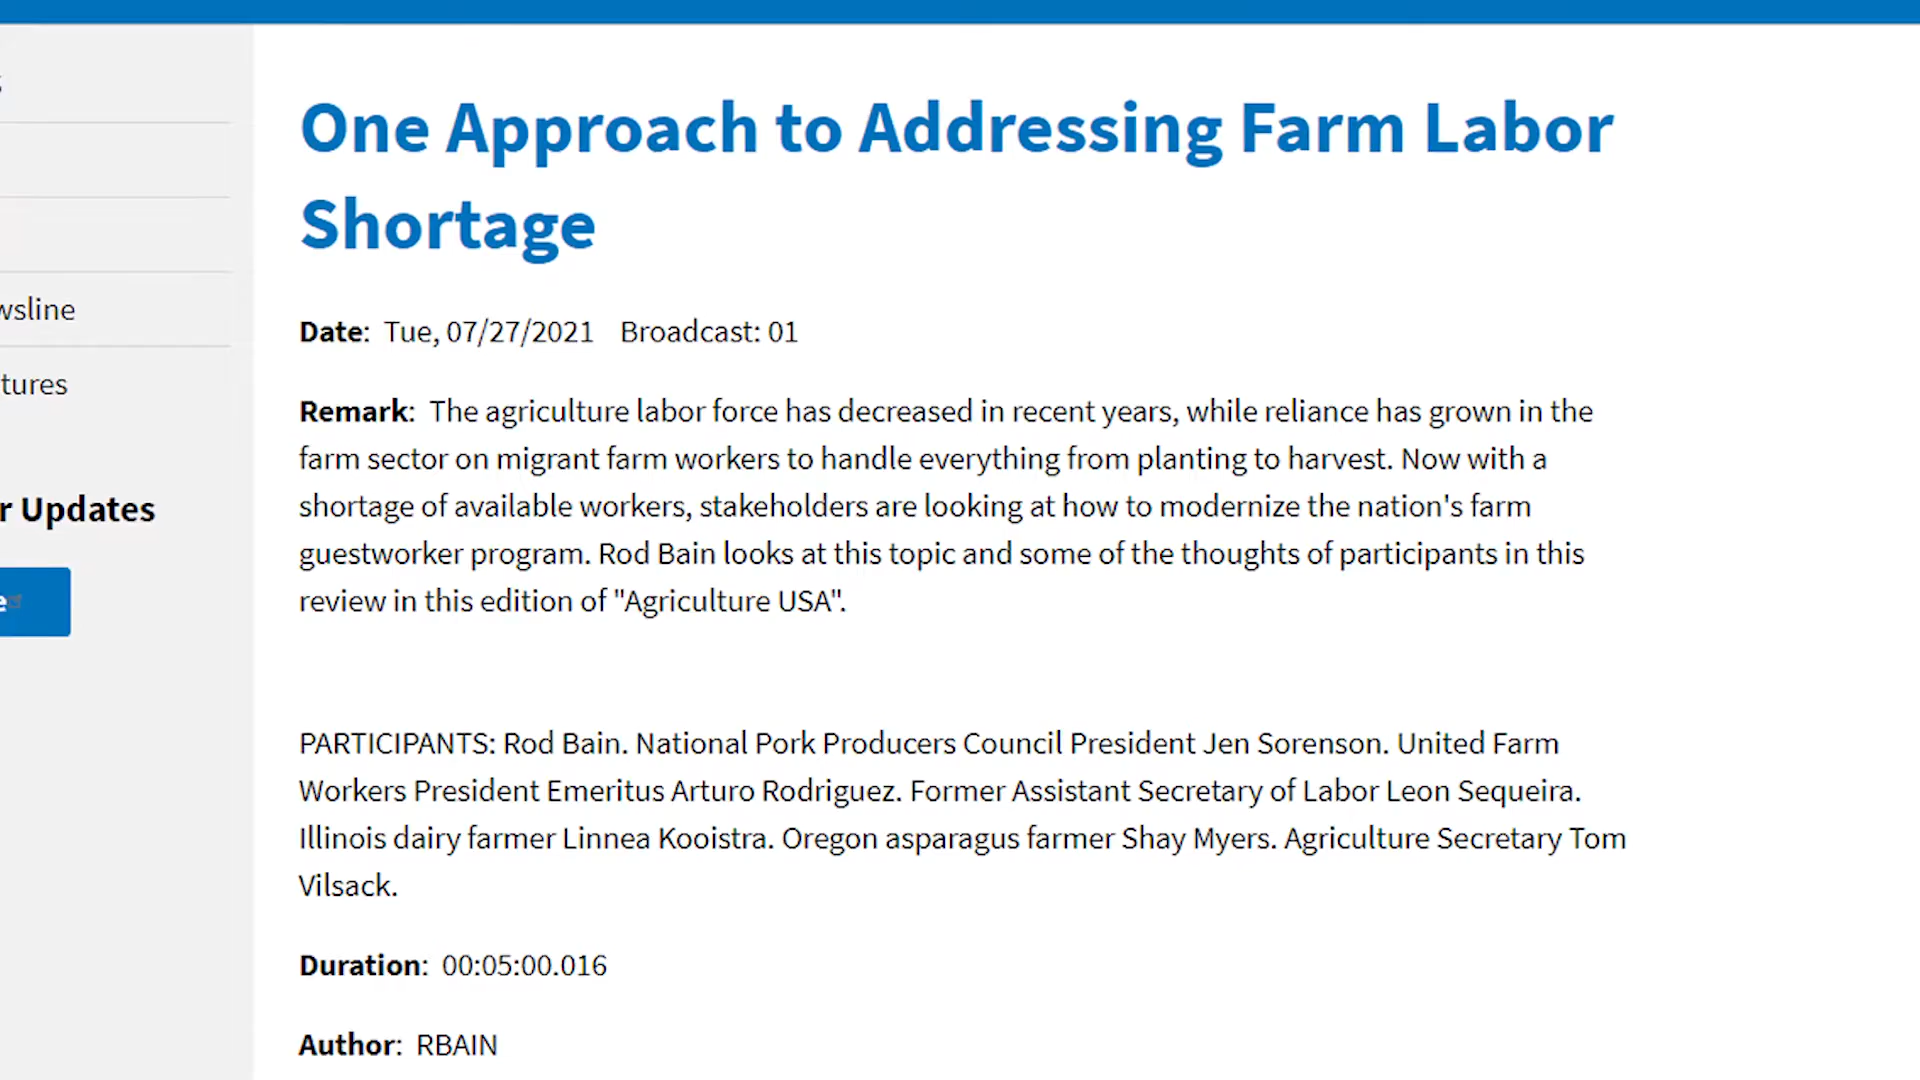 One Approach to Addressing Farm Labor
Shortage
Date: Tue, 07/27/2021 Broadcast: 01
Remark: The agriculture labor force has decreased in recent years, while reliance has grown in the
farm sector on migrant farm workers to handle everything from planting to harvest. Now with a
shortage of available workers, stakeholders are looking at how to modernize the nation's farm
guestworker program. Rod Bain looks at this topic and some of the thoughts of participants in this
review in this edition of "Agriculture USA".
PARTICIPANTS: Rod Bain. National Pork Producers Council President Jen Sorenson. United Farm
Workers President Emeritus Arturo Rodriguez. Former Assistant Secretary of Labor Leon Sequeira.
Illinois dairy farmer Linnea Kooistra. Oregon asparagus farmer Shay Myers. Agriculture Secretary Tom
Vilsack.
Duration: 00:05:00.016
Author: RBAIN
wsline
tures
r Updates
e